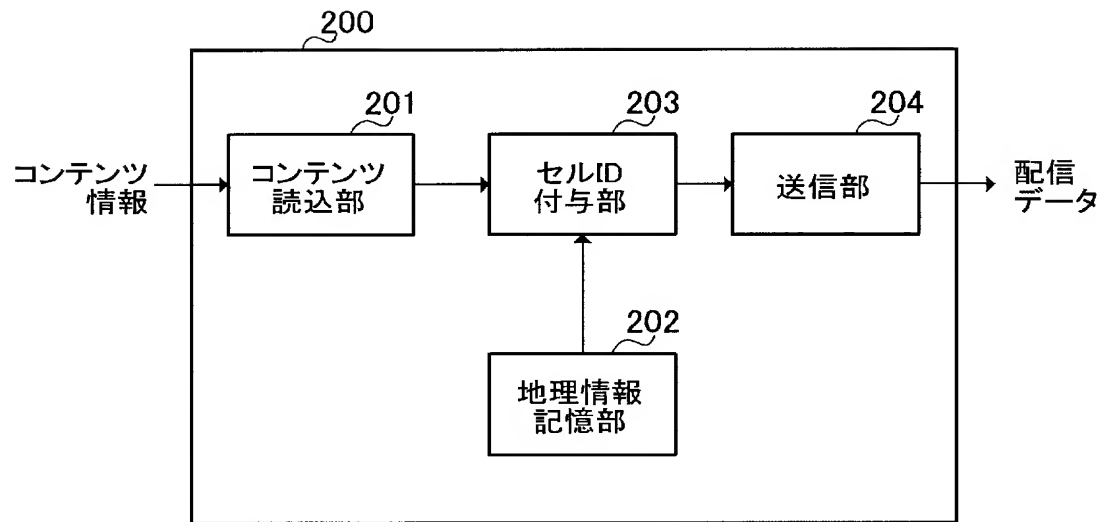 200
201
203
204
コンテンツ
情報
コンテンツ
読込部
セルID
付与部
送信部
配信
データ
202
地理情報
記憶部